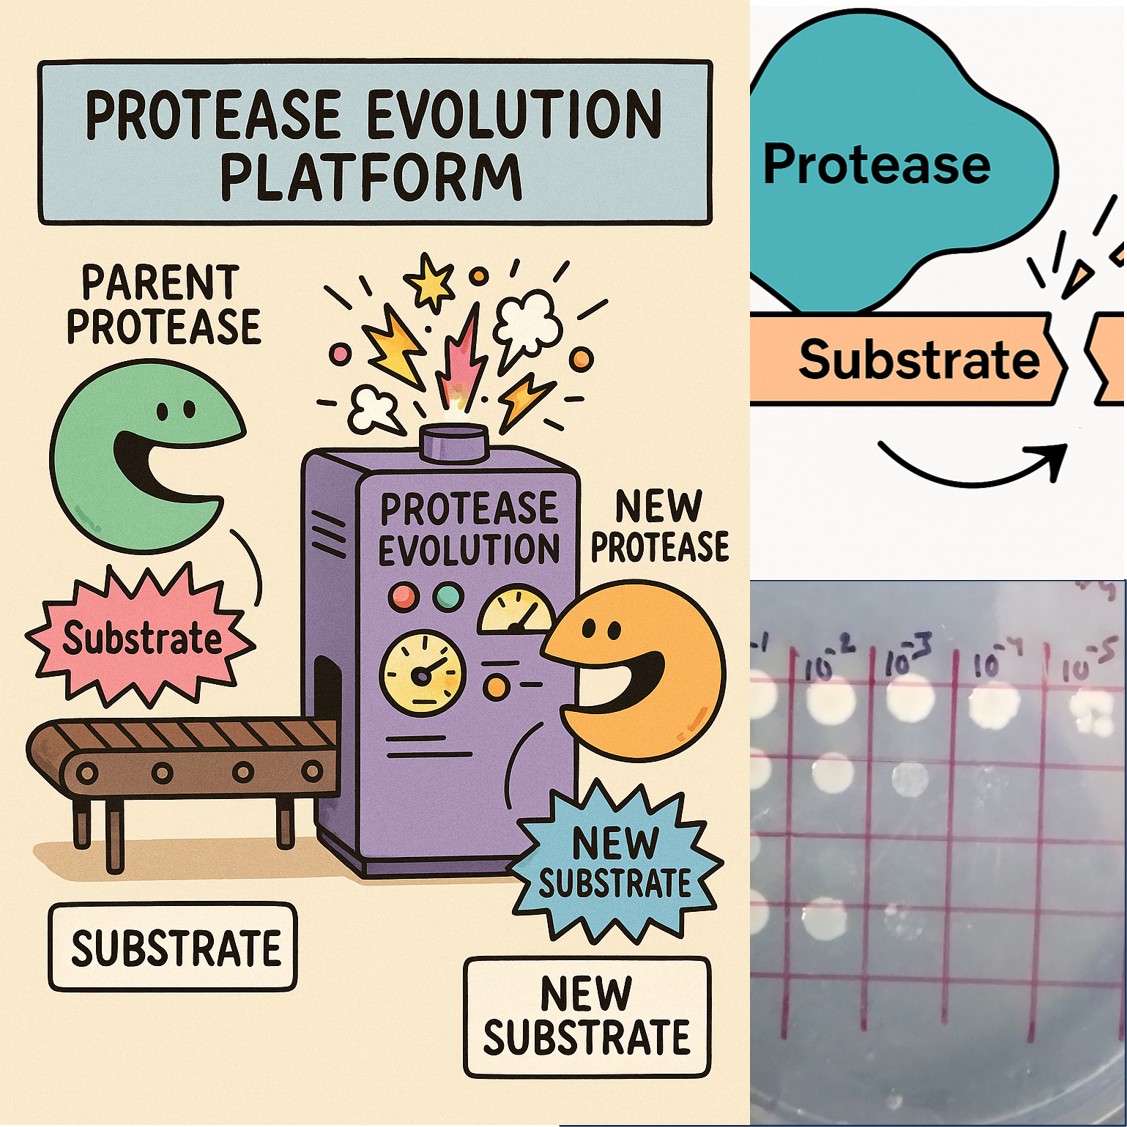 PROTEASE EVOLUTION
PLATFORM
PARENT
PROTEASE
Substrate
PROTEASE
EVOLUTION
NEW
PROTEASE
NEW
SUBSTRATE
SUBSTRATE
NEW
SUBSTRATE
Protease
Substrate
-1 10-2 10-3 10-4 10-5